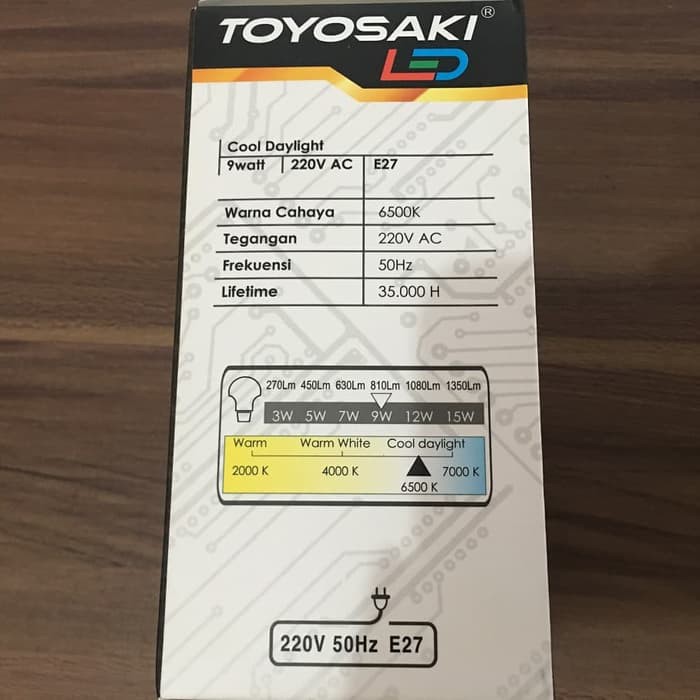 TOYOSAKI ®
LED
Cool Daylight
9watt 220V AC E27
Warna Cahaya 6500K
Tegangan 220V AC
Frekuensi 50Hz
Lifetime 35.000 H
270Lm 450Lm 630Lm 810Lm 1080Lm 1350Lm
3W 5W 7W 9W 12W 15W
Warm Warm White Cool daylight
2000 K 4000 K 7000 K
6500 K
220V 50Hz E27